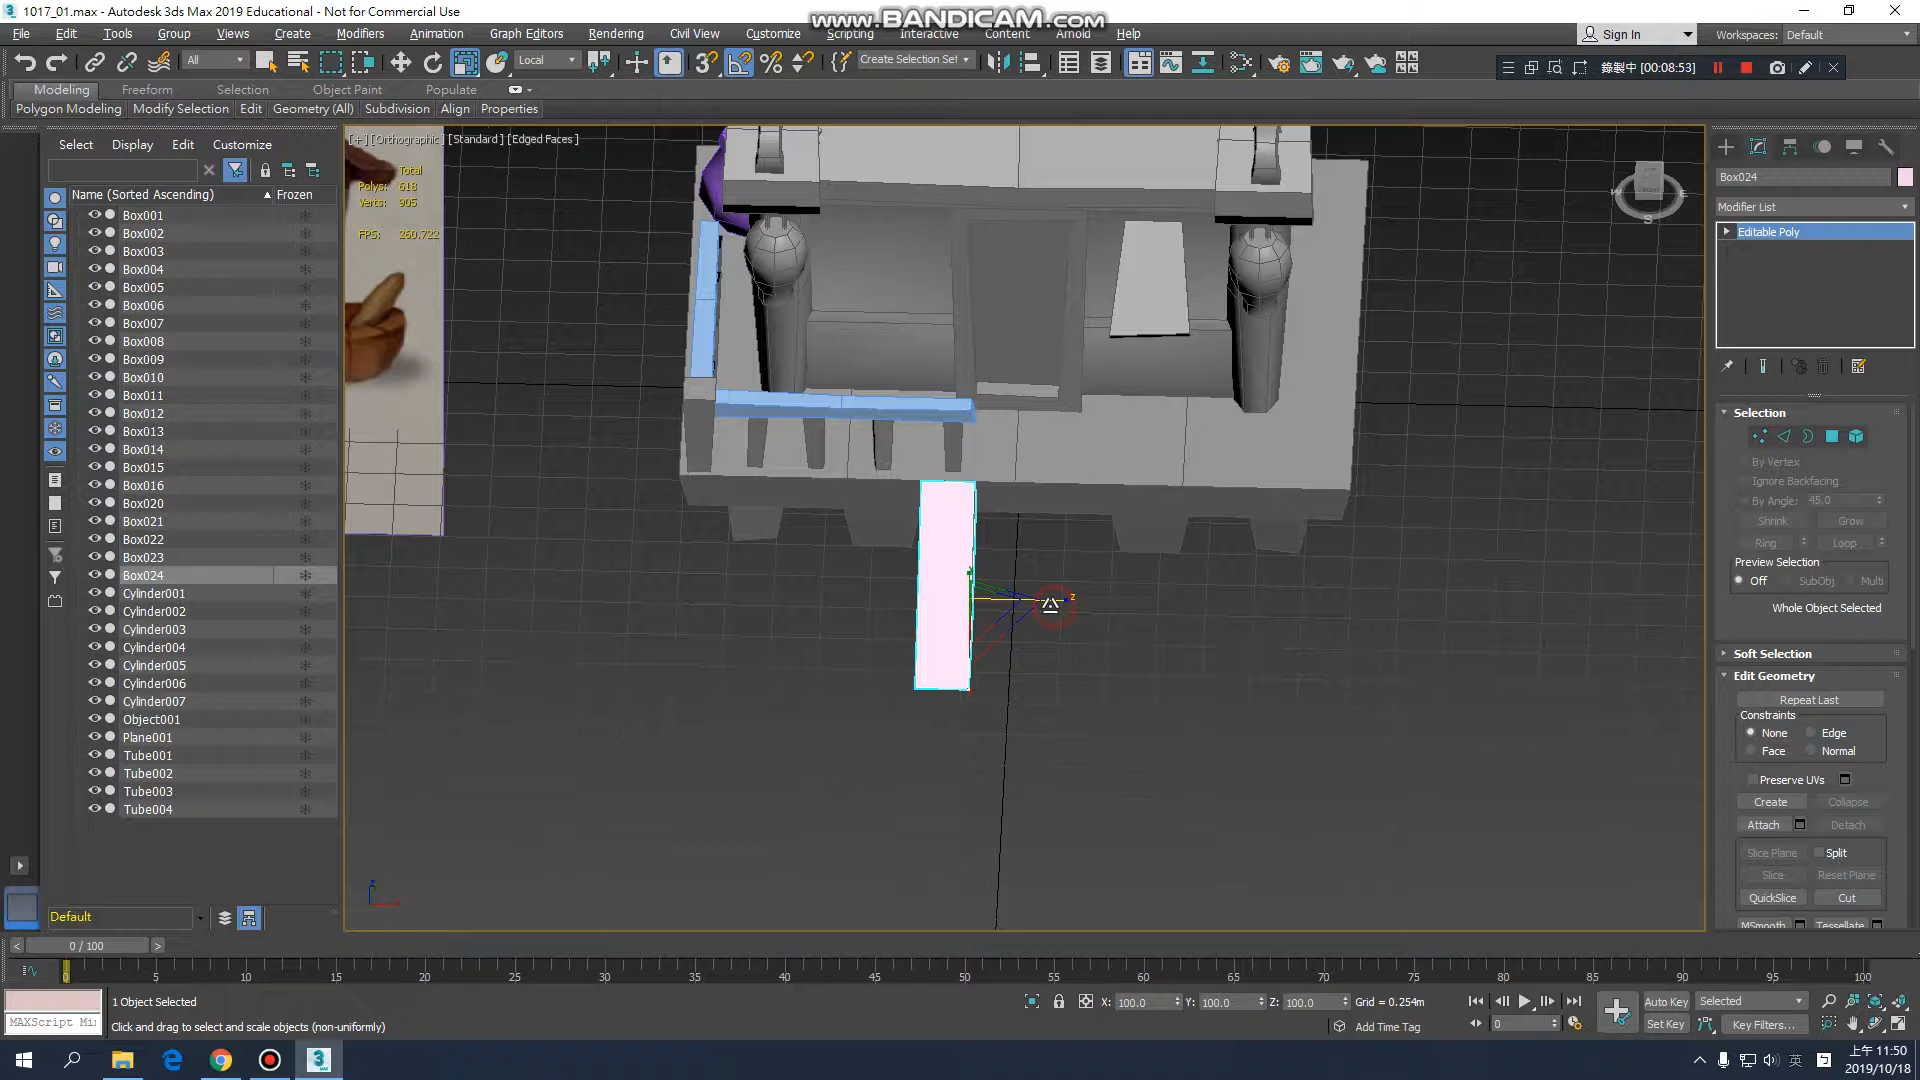 1017_01.max - Autodesk 3ds Max 2019 Educational - Not for Commercial Use
www.BANDICAM.com
File Edit Tools Group Views Create Modifiers Animation Graph Editors Rendering Civil View Customize Scripting Interactive Content Arnold Help
Sign In Workspaces: Default
All Local Create Selection Set
錄製中 [00:08:53]
Modeling Freeform Selection Object Paint Populate
Polygon Modeling Modify Selection Edit Geometry (All) Subdivision Align Properties
Select Display Edit Customize
Name (Sorted Ascending) Frozen
Box001
Box002
Box003
Box004
Box005
Box006
Box007
Box008
Box009
Box010
Box011
Box012
Box013
Box014
Box015
Box016
Box020
Box021
Box022
Box023
Box024
Cylinder001
Cylinder002
Cylinder003
Cylinder004
Cylinder005
Cylinder006
Cylinder007
Object001
Plane001
Tube001
Tube002
Tube003
Tube004
Default
[+] [Orthographic] [Standard] [Edged Faces]
Total
Polys: 618
Verts: 905
FPS: 260.722
z
Box024
Modifier List
Editable Poly
Selection
By Vertex
Ignore Backfacing
By Angle: 45.0
Shrink Grow
Ring Loop
Preview Selection
Off SubObj Multi
Whole Object Selected
Soft Selection
Edit Geometry
Repeat Last
Constraints
None Edge
Face Normal
Preserve UVs
Create Collapse
Attach Detach
Slice Plane Split
Slice Reset Plane
QuickSlice Cut
MSmooth Tessellate
< 0 / 100 >
0 5 10 15 20 25 30 35 40 45 50 55 60 65 70 75 80 85 90 95 100
1 Object Selected X: 100.0 Y: 100.0 Z: 100.0 Grid = 0.254m
Auto Key Selected
MAXScript Mi
Click and drag to select and scale objects (non-uniformly)
Add Time Tag 0 Set Key Key Filters...
英
上午 11:50
2019/10/18